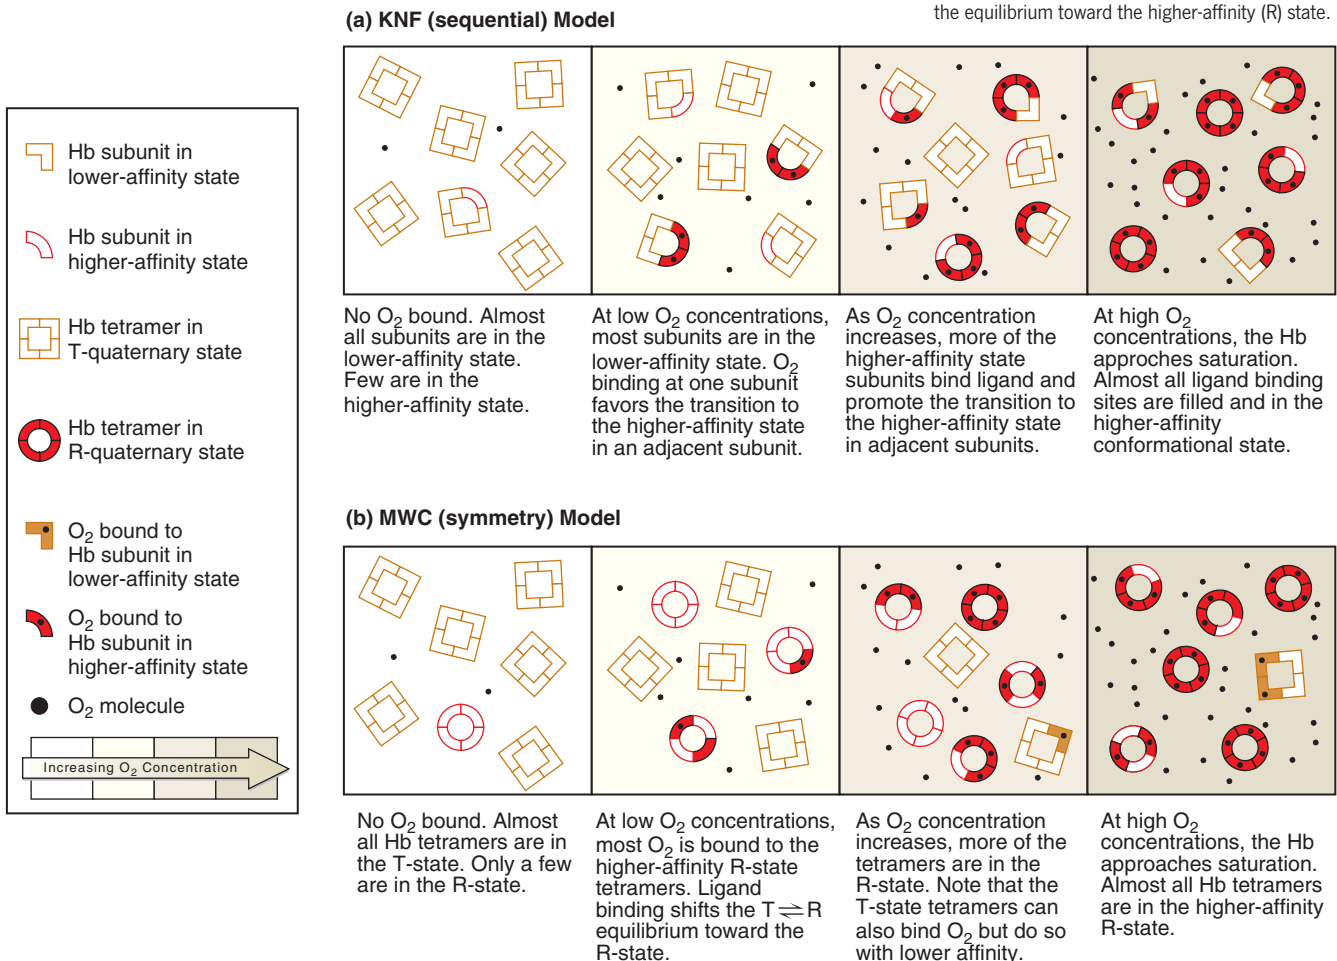 the equilibrium toward the higher-affinity (R) state.
(a) KNF (sequential) Model
Hb subunit in
lower-affinity state
Hb subunit in
higher-affinity state
Hb tetramer in
T-quaternary state
Hb tetramer in
R-quaternary state
O2 bound to
Hb subunit in
lower-affinity state
O2 bound to
Hb subunit in
higher-affinity state
O2 molecule
Increasing O2 Concentration
No O2 bound. Almost
all subunits are in the
lower-affinity state.
Few are in the
higher-affinity state.
At low O2 concentrations,
most subunits are in the
lower-affinity state. O2
binding at one subunit
favors the transition to
the higher-affinity state
in an adjacent subunit.
As O2 concentration
increases, more of the
higher-affinity state
subunits bind ligand and
promote the transition to
the higher-affinity state
in adjacent subunits.
At high O2
concentrations, the Hb
approches saturation.
Almost all ligand binding
sites are filled and in the
higher-affinity
conformational state.
(b) MWC (symmetry) Model
No O2 bound. Almost
all Hb tetramers are in
the T-state. Only a few
are in the R-state.
At low O2 concentrations,
most O2 is bound to the
higher-affinity R-state
tetramers. Ligand
binding shifts the T⇌R
equilibrium toward the
R-state.
As O2 concentration
increases, more of the
tetramers are in the
R-state. Note that the
T-state tetramers can
also bind O2 but do so
with lower affinity.
At high O2
concentrations, the Hb
approaches saturation.
Almost all Hb tetramers
are in the higher-affinity
R-state.